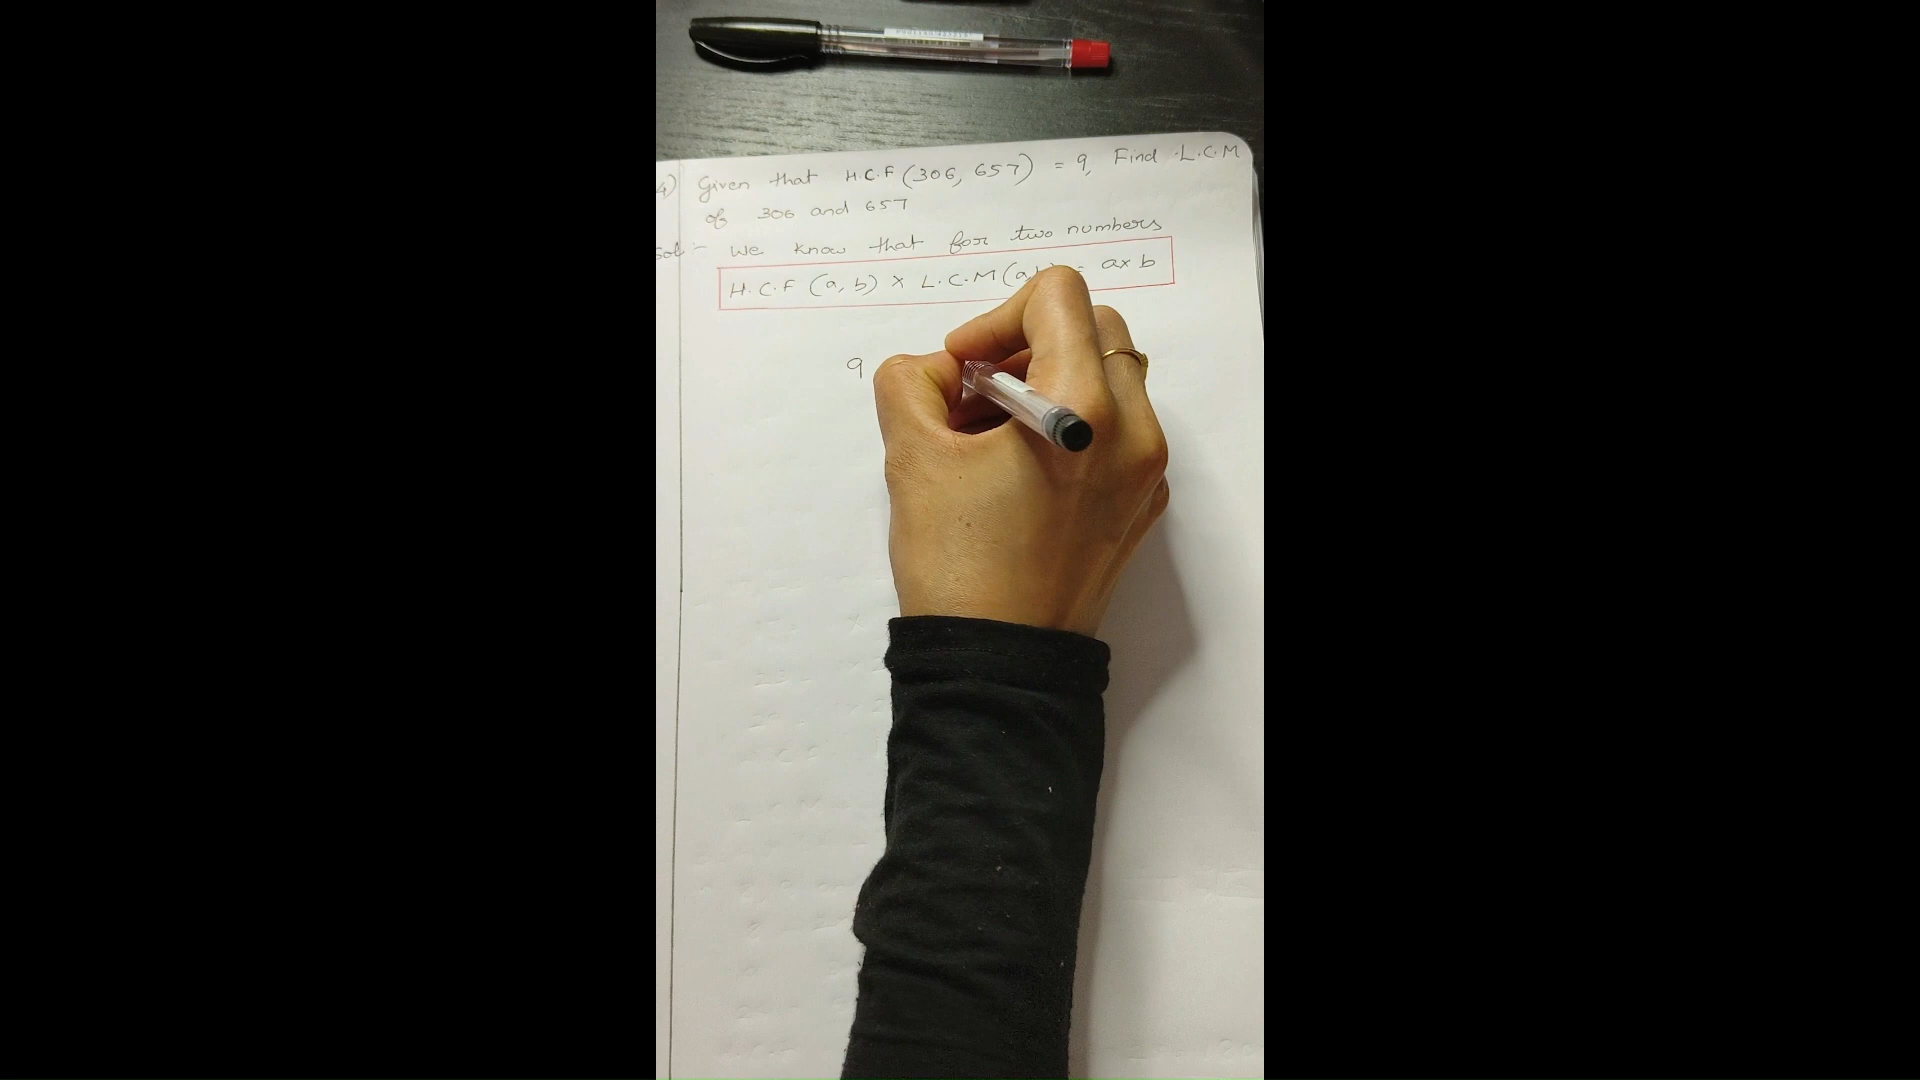 4) Given that H.C.F (306, 657) = 9, Find L.C.M
of 306 and 657
Sol:- We know that for two numbers
H.C.F (a, b) × L.C.M (a, = a× b
9